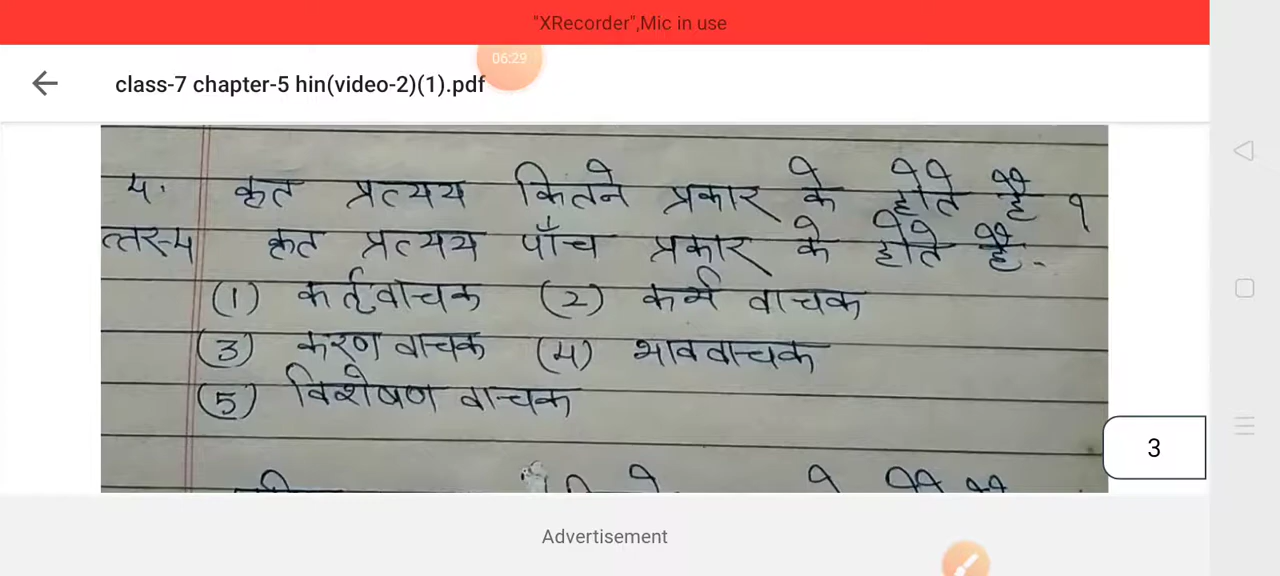 "XRecorder",Mic in use
06:29
class-7 chapter-5 hin(video-2)(1).pdf
4. कृत प्रत्यय कितने प्रकार के होते है ?
त्तर-4 कृत प्रत्यय पाँच प्रकार के होते है-
(1) कर्तृवाचक (2) कर्म वाचक
(3) करण वाचक (4) भाववाचक
(5) विशेषण वाचक
3
Advertisement